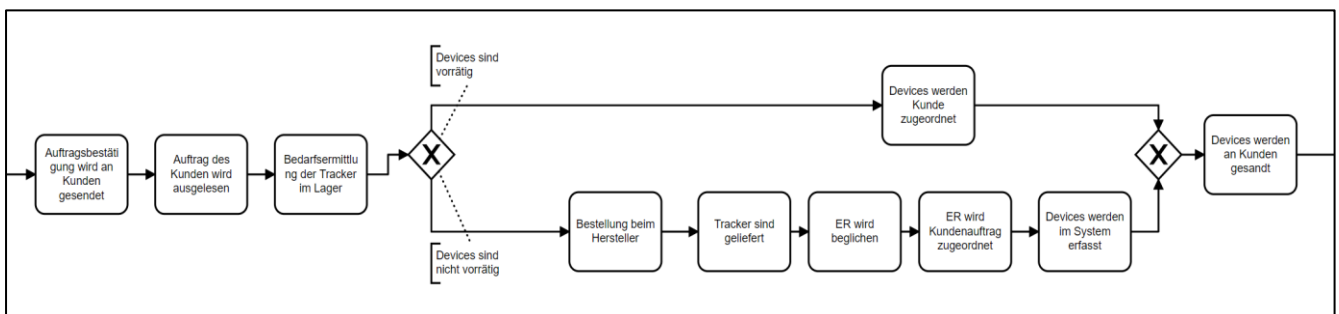 Devices sind
vorrätig
Devices werden
Kunde
zugeordnet
Auftragsbestäti
gung wird an
Kunden
gesendet
Auftrag des
Kunden wird
ausgelesen
Bedarfsermittlu
ng der Tracker
im Lager
X
X
Devices werden
an Kunden
gesandt
Bestellung beim
Hersteller
Tracker sind
geliefert
ER wird
beglichen
ER wird
Kundenauftrag
zugeordnet
Devices werden
im System
erfasst
Devices sind
nicht vorrätig